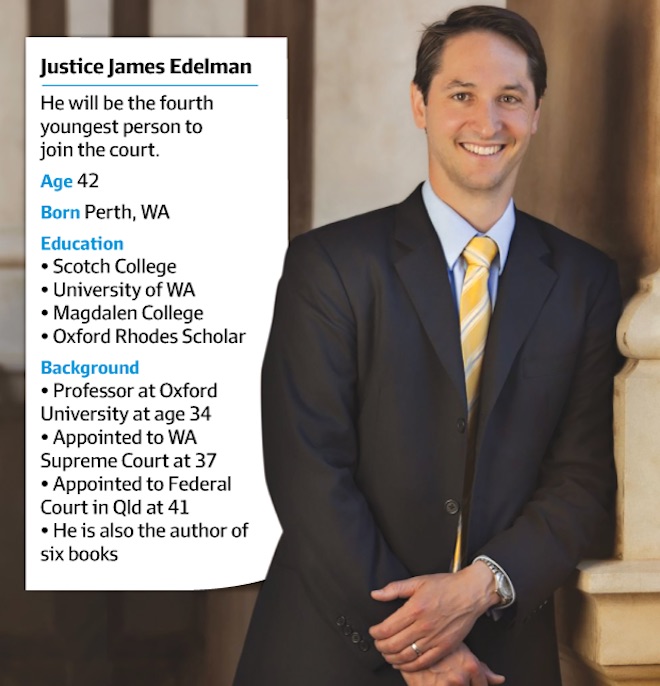 Justice James Edelman
He will be the fourth
youngest person to
join the court.
Age 42
Born Perth, WA
Education
• Scotch College
• University of WA
• Magdalen College
• Oxford Rhodes Scholar
Background
• Professor at Oxford
University at age 34
• Appointed to WA
Supreme Court at 37
• Appointed to Federal
Court in Qld at 41
• He is also the author of
six books